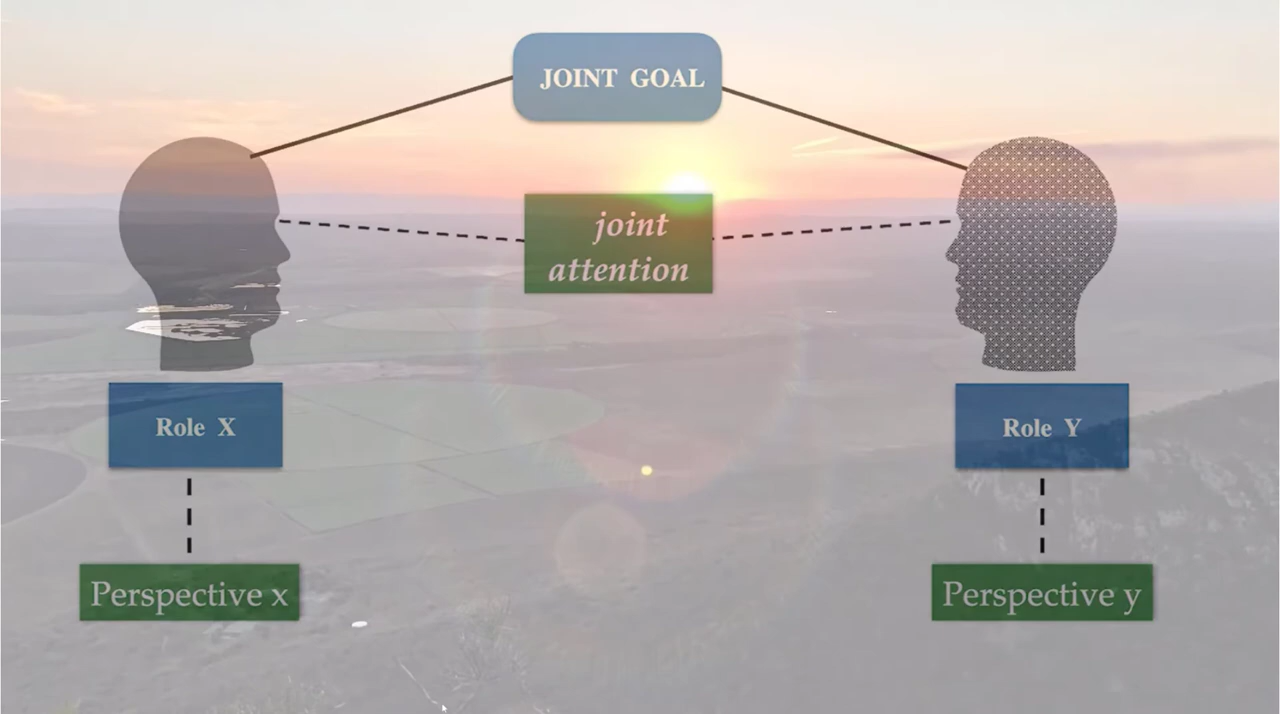 JOINT GOAL
joint
attention
Role X
Role Y
Perspective x
Perspective y